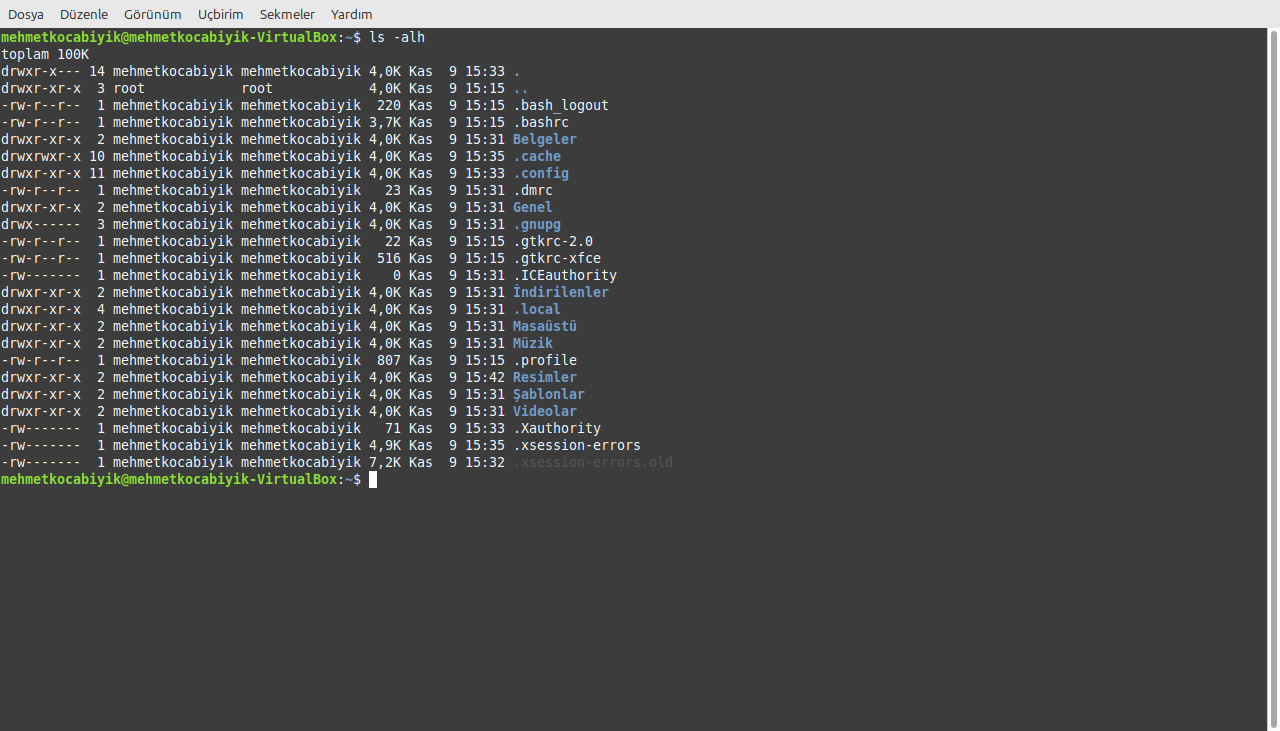 Dosya Düzenle Görünüm Uçbirim Sekmeler Yardım
mehmetkocabiyik@mehmetkocabiyik-VirtualBox:~$ ls -alh
toplam 100K
drwxr-x--- 14 mehmetkocabiyik mehmetkocabiyik 4,0K Kas  9 15:33 .
drwxr-xr-x  3 root            root            4,0K Kas  9 15:15 ..
-rw-r--r--  1 mehmetkocabiyik mehmetkocabiyik  220 Kas  9 15:15 .bash_logout
-rw-r--r--  1 mehmetkocabiyik mehmetkocabiyik 3,7K Kas  9 15:15 .bashrc
drwxr-xr-x  2 mehmetkocabiyik mehmetkocabiyik 4,0K Kas  9 15:31 Belgeler
drwxrwxr-x 10 mehmetkocabiyik mehmetkocabiyik 4,0K Kas  9 15:35 .cache
drwxr-xr-x 11 mehmetkocabiyik mehmetkocabiyik 4,0K Kas  9 15:33 .config
-rw-r--r--  1 mehmetkocabiyik mehmetkocabiyik   23 Kas  9 15:31 .dmrc
drwxr-xr-x  2 mehmetkocabiyik mehmetkocabiyik 4,0K Kas  9 15:31 Genel
drwx------  3 mehmetkocabiyik mehmetkocabiyik 4,0K Kas  9 15:31 .gnupg
-rw-r--r--  1 mehmetkocabiyik mehmetkocabiyik   22 Kas  9 15:15 .gtkrc-2.0
-rw-r--r--  1 mehmetkocabiyik mehmetkocabiyik  516 Kas  9 15:15 .gtkrc-xfce
-rw-------  1 mehmetkocabiyik mehmetkocabiyik    0 Kas  9 15:31 .ICEauthority
drwxr-xr-x  2 mehmetkocabiyik mehmetkocabiyik 4,0K Kas  9 15:31 İndirilenler
drwxr-xr-x  4 mehmetkocabiyik mehmetkocabiyik 4,0K Kas  9 15:31 .local
drwxr-xr-x  2 mehmetkocabiyik mehmetkocabiyik 4,0K Kas  9 15:31 Masaüstü
drwxr-xr-x  2 mehmetkocabiyik mehmetkocabiyik 4,0K Kas  9 15:31 Müzik
-rw-r--r--  1 mehmetkocabiyik mehmetkocabiyik  807 Kas  9 15:15 .profile
drwxr-xr-x  2 mehmetkocabiyik mehmetkocabiyik 4,0K Kas  9 15:42 Resimler
drwxr-xr-x  2 mehmetkocabiyik mehmetkocabiyik 4,0K Kas  9 15:31 Şablonlar
drwxr-xr-x  2 mehmetkocabiyik mehmetkocabiyik 4,0K Kas  9 15:31 Videolar
-rw-------  1 mehmetkocabiyik mehmetkocabiyik   71 Kas  9 15:33 .Xauthority
-rw-------  1 mehmetkocabiyik mehmetkocabiyik 4,9K Kas  9 15:35 .xsession-errors
-rw-------  1 mehmetkocabiyik mehmetkocabiyik 7,2K Kas  9 15:32 .xsession-errors.old
mehmetkocabiyik@mehmetkocabiyik-VirtualBox:~$